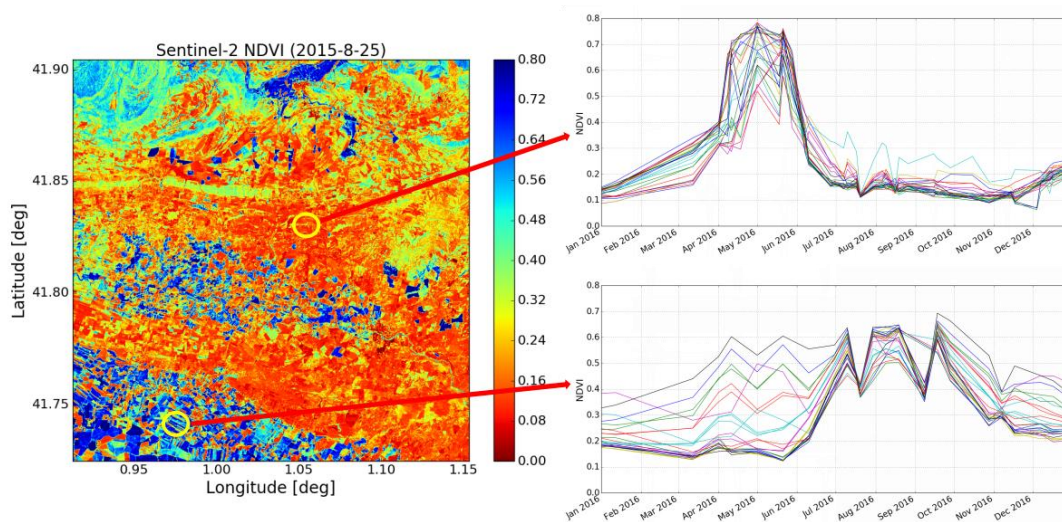 Sentinel-2 NDVI (2015-8-25)
41.90
41.85
41.80
41.75
Latitude [deg]
0.95
1.00
1.05
1.10
1.15
Longitude [deg]
0.80
0.72
0.64
0.56
0.48
0.40
0.32
0.24
0.16
0.08
0.00
0.8
0.7
0.6
0.5
0.4
0.3
0.2
0.1
0.0
NDVI
Jan 2016
Feb 2016
Mar 2016
Apr 2016
May 2016
Jun 2016
Jul 2016
Aug 2016
Sep 2016
Oct 2016
Nov 2016
Dec 2016
0.8
0.7
0.6
0.5
0.4
0.3
0.2
0.1
0.0
NDVI
Jan 2016
Feb 2016
Mar 2016
Apr 2016
May 2016
Jun 2016
Jul 2016
Aug 2016
Sep 2016
Oct 2016
Nov 2016
Dec 2016